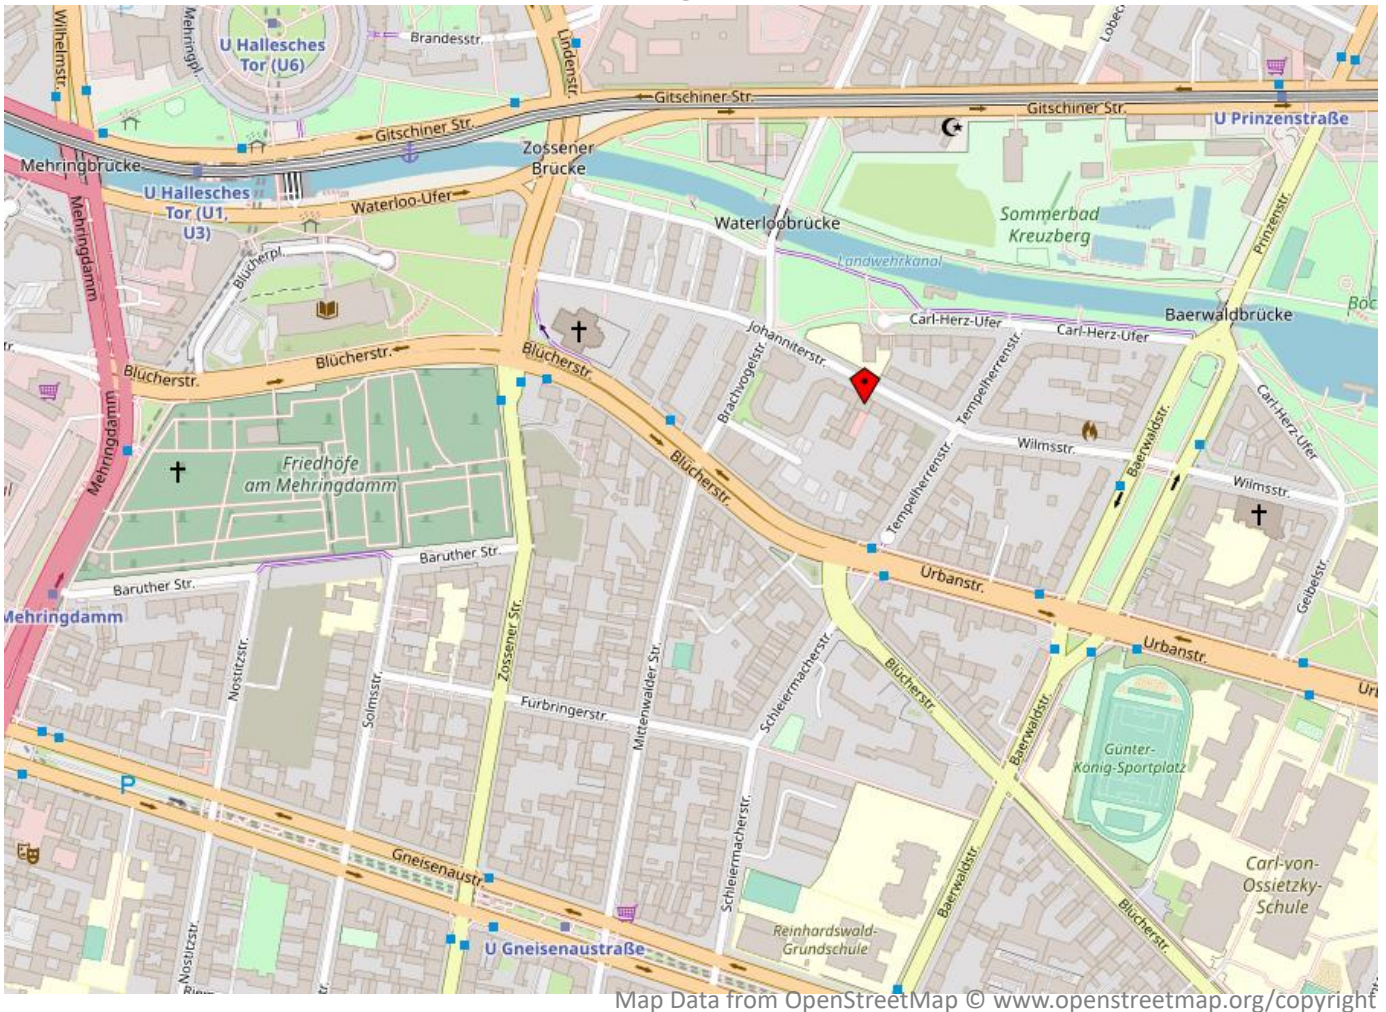 Wilhelmstr.
Mehringpl.
U Hallesches
Tor (U6)
Brandesstr.
Lindenstr.
Lobec
Gitschiner Str.
Gitschiner Str.
Gitschiner Str.
U Prinzenstraße
Mehringbrücke
Zossener
Brücke
U Hallesches
Tor (U1,
U3)
Waterloo-Ufer
Mehringdamm
Waterloobrücke
Sommerbad
Kreuzberg
Prinzenstr.
Blücherpl.
Landwehrkanal
Böc
Baerwaldbrücke
Carl-Herz-Ufer
Carl-Herz-Ufer
Johanniterstr.
tr.
Blücherstr.
Blücherstr.
Blücherstr.
Brachvogelstr.
Tempelherrenstr.
Carl-Herz-Ufer
Mehringdamm
Baerwaldstr.
Wilmsstr.
Friedhöfe
am Mehringdamm
Blücherstr.
Tempelherrenstr.
Wilmsstr.
Baruther Str.
Baruther Str.
Urbanstr.
Geibelstr.
Mehringdamm
Zossener Str.
Nostitzstr.
Solmsstr.
Mittenwalder Str.
Schleiermacherstr.
Blücherstr.
Urbanstr.
Url
Fürbringerstr.
Baerwaldstr.
Günter-
König-Sportplatz
P
Schleiermacherstr.
Gneisenaustr.
Baerwaldstr.
Carl-von-
Ossietzky-
Schule
Blücherstr.
Nostitzstr.
U Gneisenaustraße
Reinhardswald-
Grundschule
Map Data from OpenStreetMap © www.openstreetmap.org/copyright